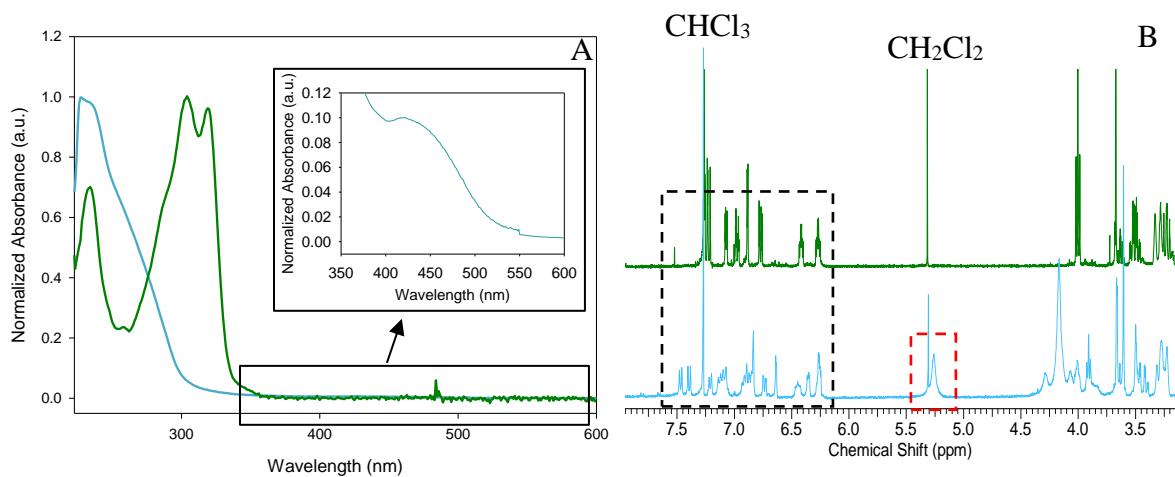 A
Normalized Absorbance (a.u.)
1.2
1.0
0.8
0.6
0.4
0.2
0.0
300
400
500
600
Wavelength (nm)
Normalized Absorbance (a.u.)
0.12
0.10
0.08
0.06
0.04
0.02
0.00
350 400 450 500 550 600
Wavelength (nm)
B
CHCl3
CH2Cl2
7.5 7.0 6.5 6.0 5.5 5.0 4.5 4.0 3.5
Chemical Shift (ppm)